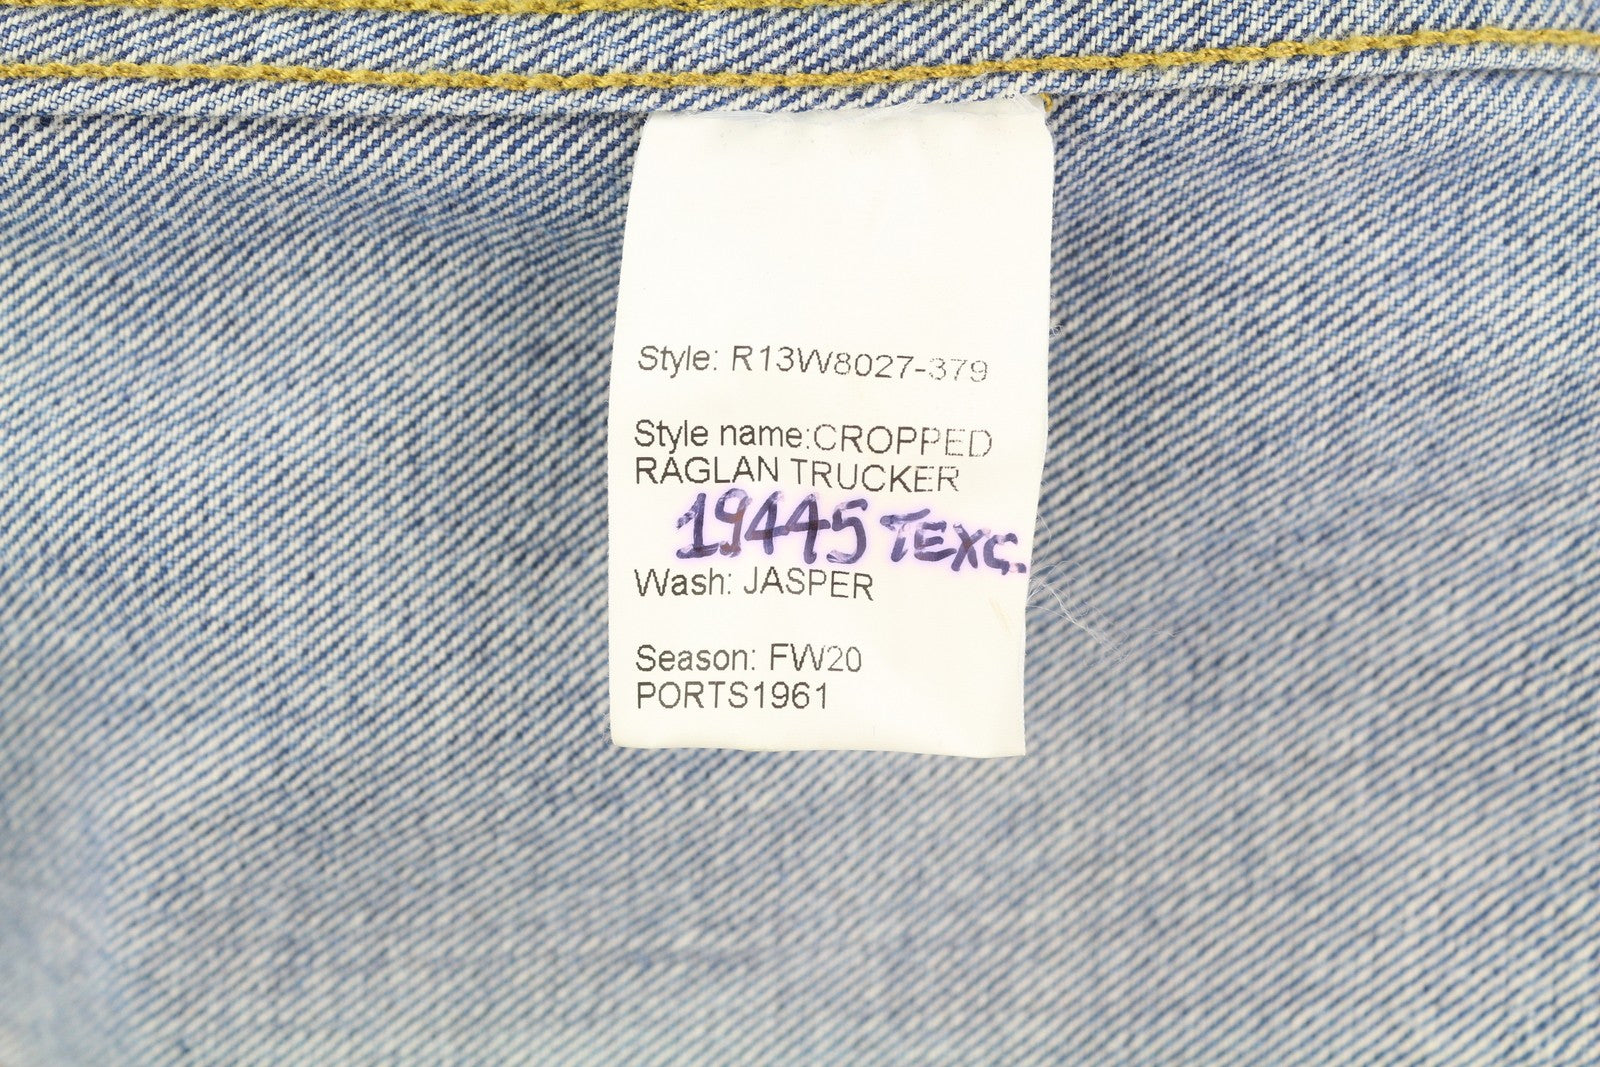 Style: R13W8027-379
Style name:CROPPED
RAGLAN TRUCKER
19445 TEXC.
Wash: JASPER
Season: FW20
PORTS1961